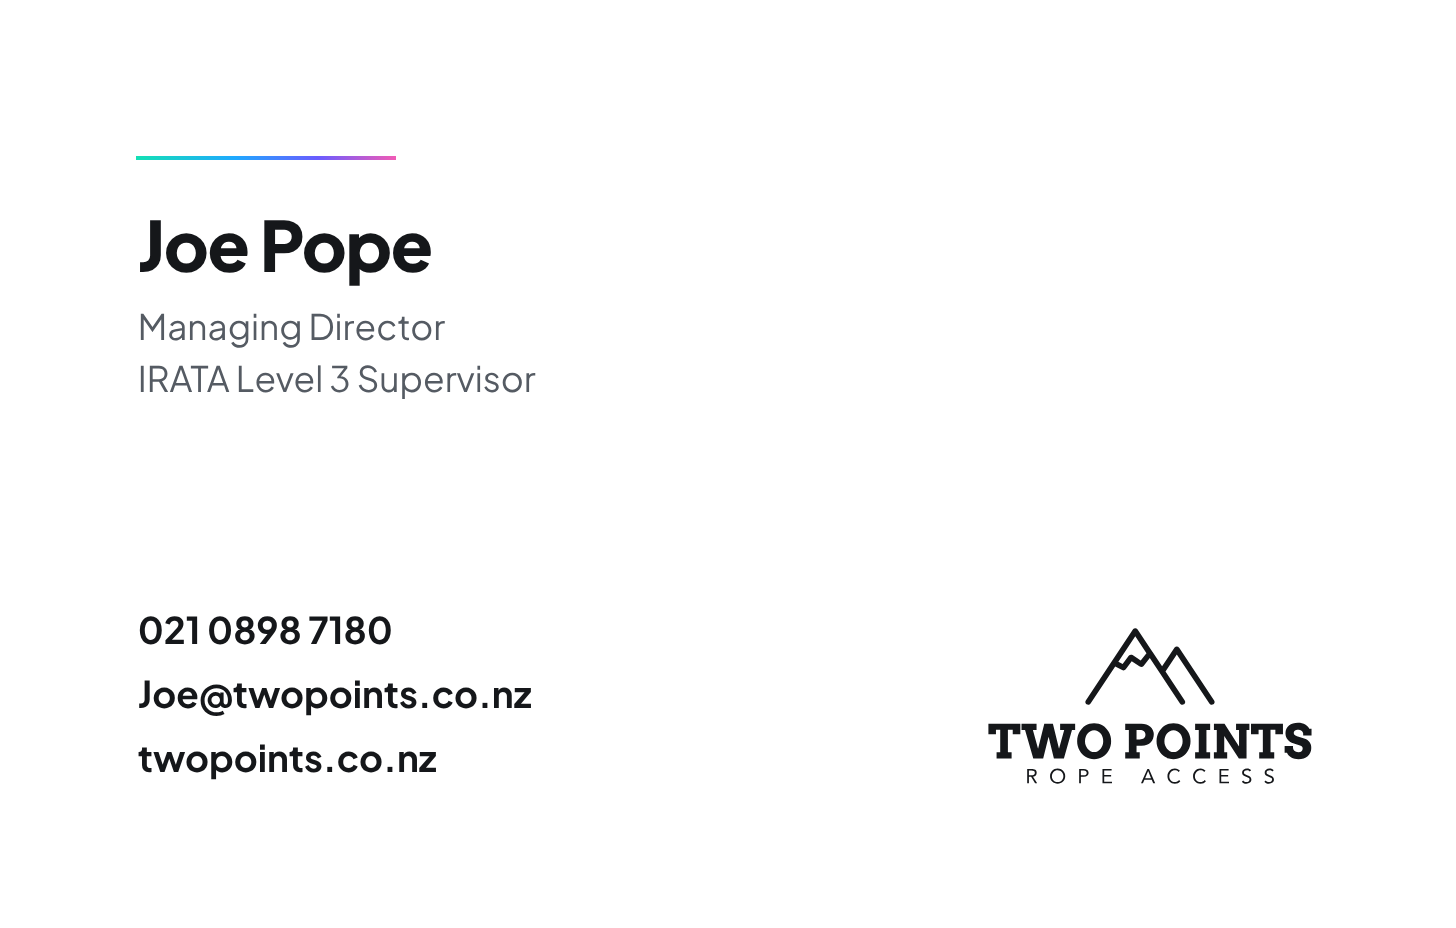 Joe Pope
Managing Director
IRATA Level 3 Supervisor
021 0898 7180
Joe@twopoints.co.nz
twopoints.co.nz
TWO POINTS
ROPE ACCESS